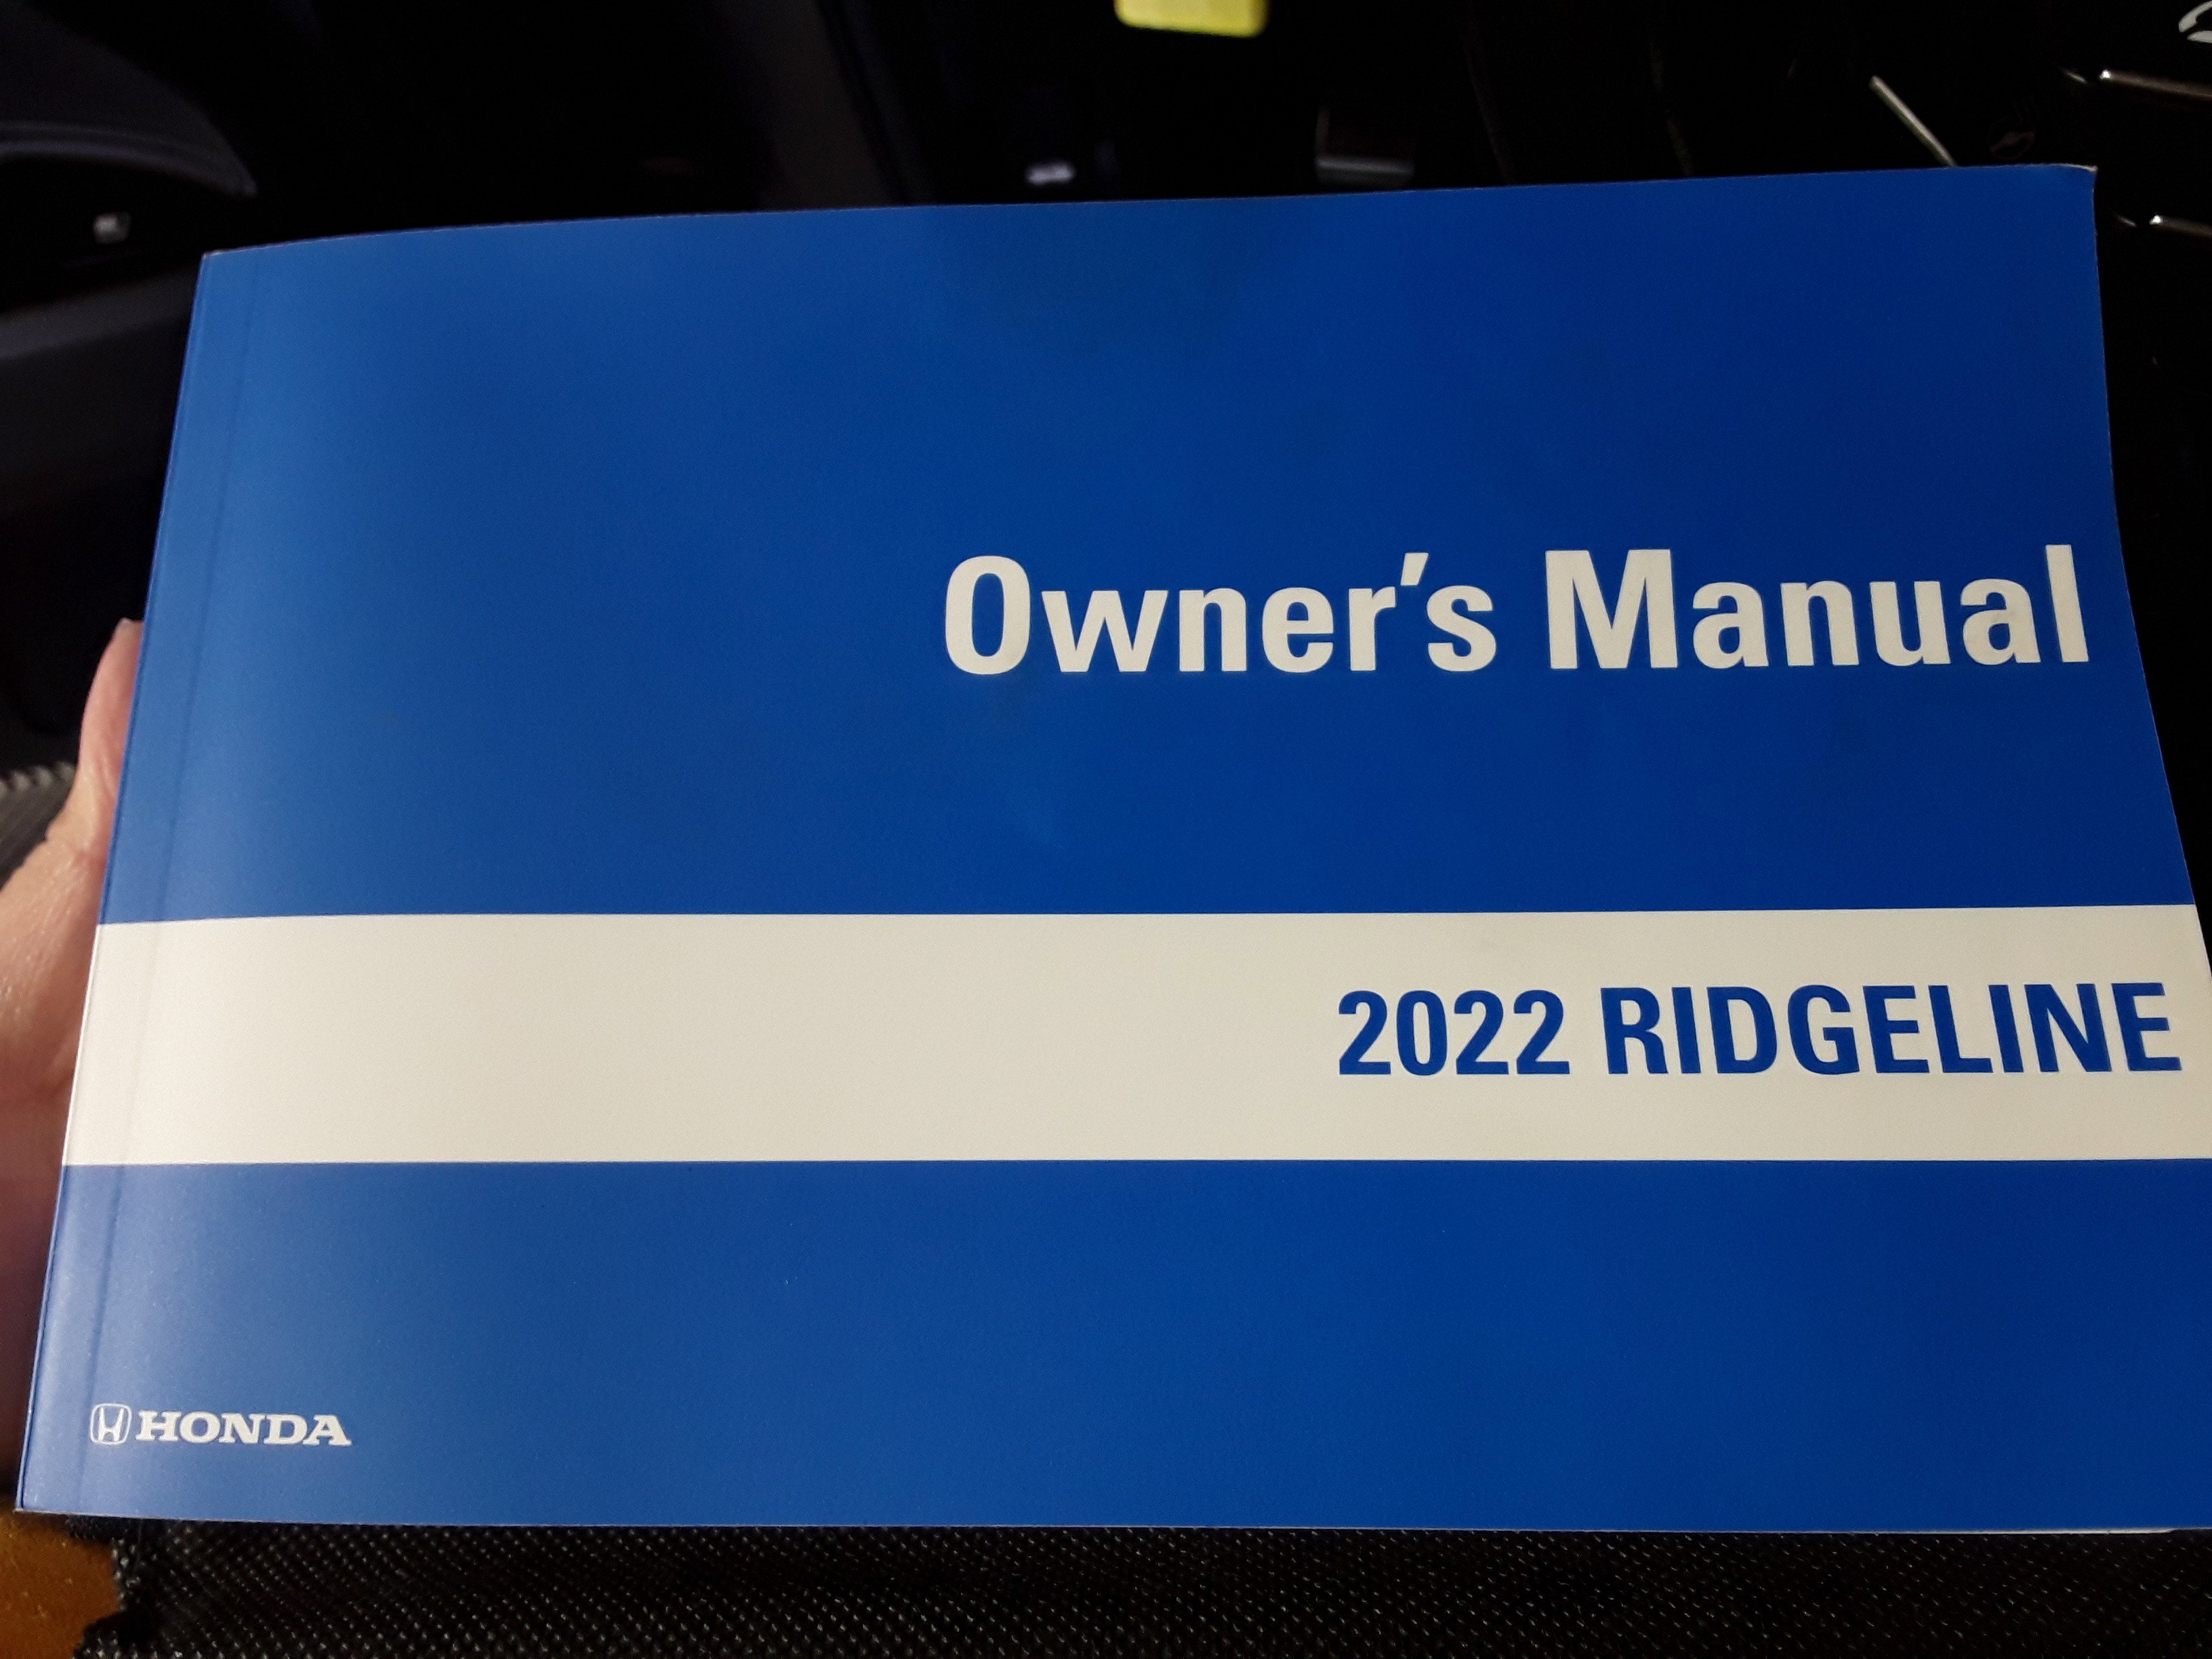 Owner's Manual
2022 RIDGELINE
HONDA